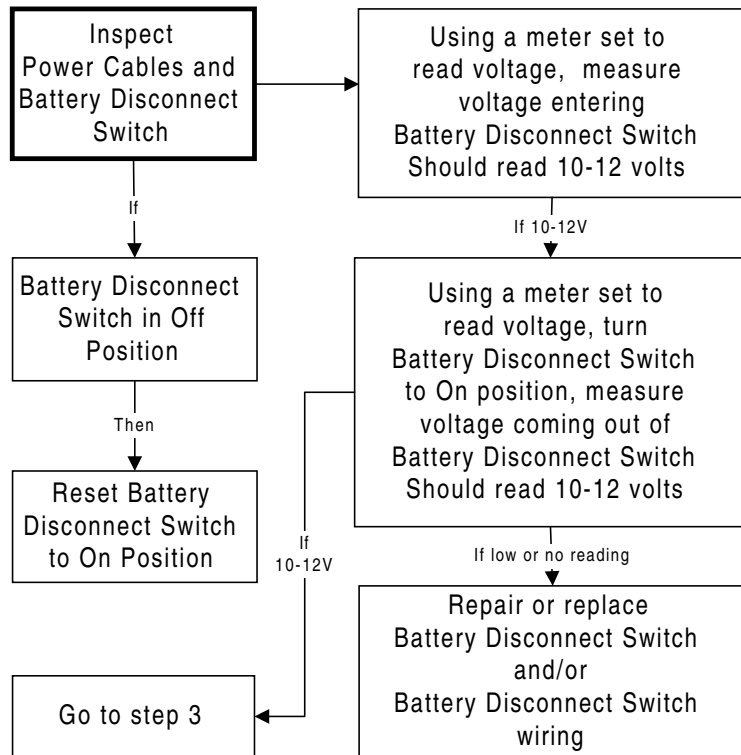 Inspect
Power Cables and
Battery Disconnect
Switch
If
Battery Disconnect
Switch in Off
Position
Then
Reset Battery
Disconnect Switch
to On Position
Using a meter set to
read voltage, measure
voltage entering
Battery Disconnect Switch
Should read 10-12 volts
If 10-12V
Using a meter set to
read voltage, turn
Battery Disconnect Switch
to On position, measure
voltage coming out of
Battery Disconnect Switch
Should read 10-12 volts
If low or no reading
Repair or replace
Battery Disconnect Switch
and/or
Battery Disconnect Switch
wiring
If
10-12V
Go to step 3